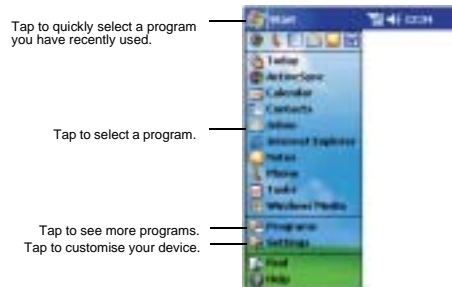 Tap to quickly select a program
you have recently used.
Start
Today
ActiveSync
Calendar
Contacts
Inbox
Internet Explorer
Tap to select a program.
Notes
Phone
Tasks
Windows Media
Tap to see more programs.
Programs
Tap to customise your device.
Settings
Find
Help